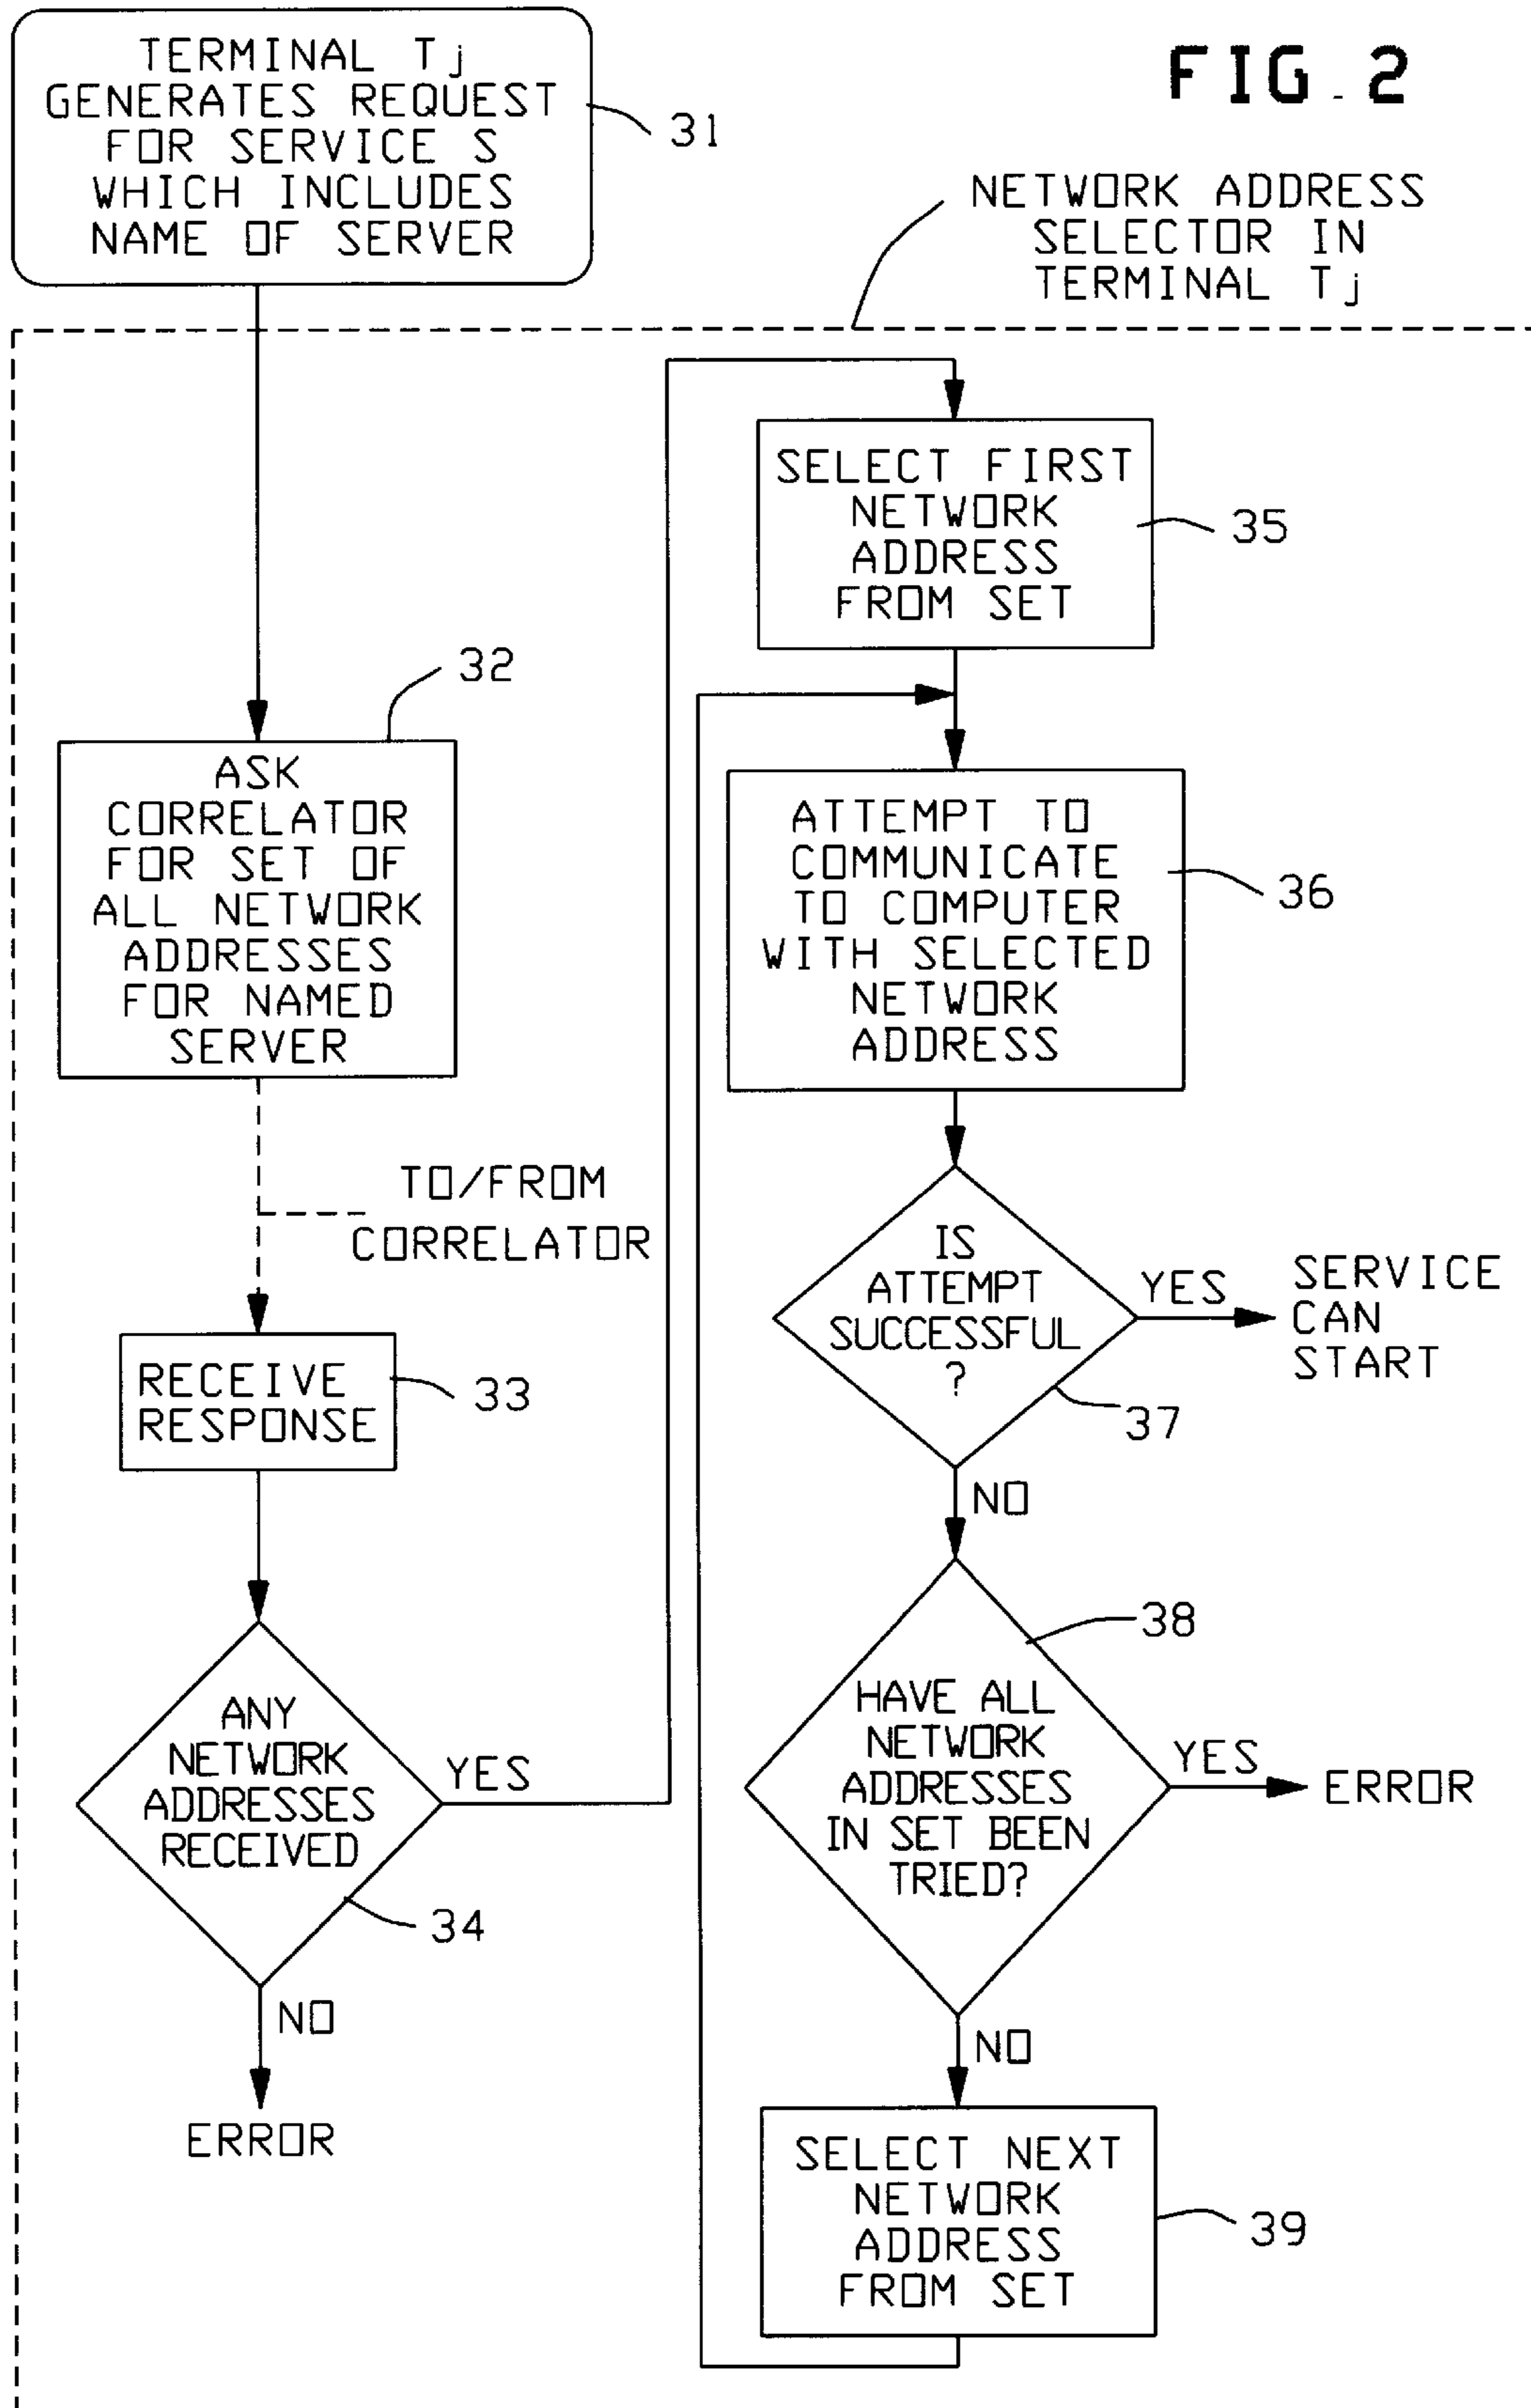 FIG. 2
TERMINAL Tj
GENERATES REQUEST
FOR SERVICE S
WHICH INCLUDES
NAME OF SERVER
31
NETWORK ADDRESS
SELECTOR IN
TERMINAL Tj
32
ASK
CORRELATOR
FOR SET OF
ALL NETWORK
ADDRESSES
FOR NAMED
SERVER
TO/FROM
CORRELATOR
RECEIVE
RESPONSE
33
ANY
NETWORK
ADDRESSES
RECEIVED
YES
34
NO
ERROR
SELECT FIRST
NETWORK
ADDRESS
FROM SET
35
ATTEMPT TO
COMMUNICATE
TO COMPUTER
WITH SELECTED
NETWORK
ADDRESS
36
IS
ATTEMPT
SUCCESSFUL
?
YES
SERVICE
CAN
START
37
NO
38
HAVE ALL
NETWORK
ADDRESSES
IN SET BEEN
TRIED?
YES
ERROR
NO
SELECT NEXT
NETWORK
ADDRESS
FROM SET
39